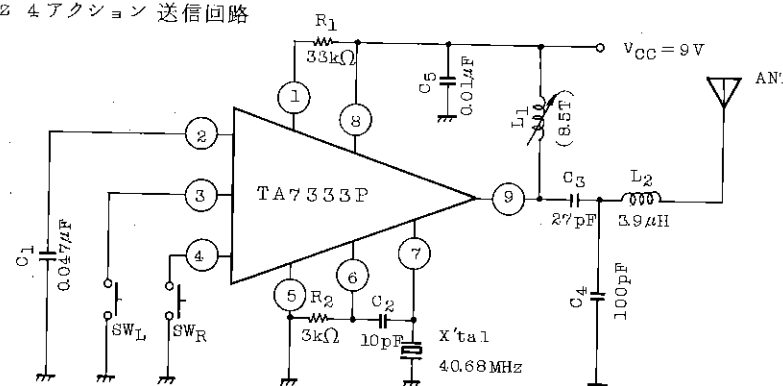 4アクション 送信回路
R1
33kΩ
VCC=9V
C5
0.01μF
L1
(8.5T)
ANT
1
8
2
TA7333P
9
C3
27pF
L2
3.9μH
3
4
C1
0.047μF
SWL
SWR
5
R2
3kΩ
6
C2
10pF
7
X'tal
40.68MHz
C4
100pF